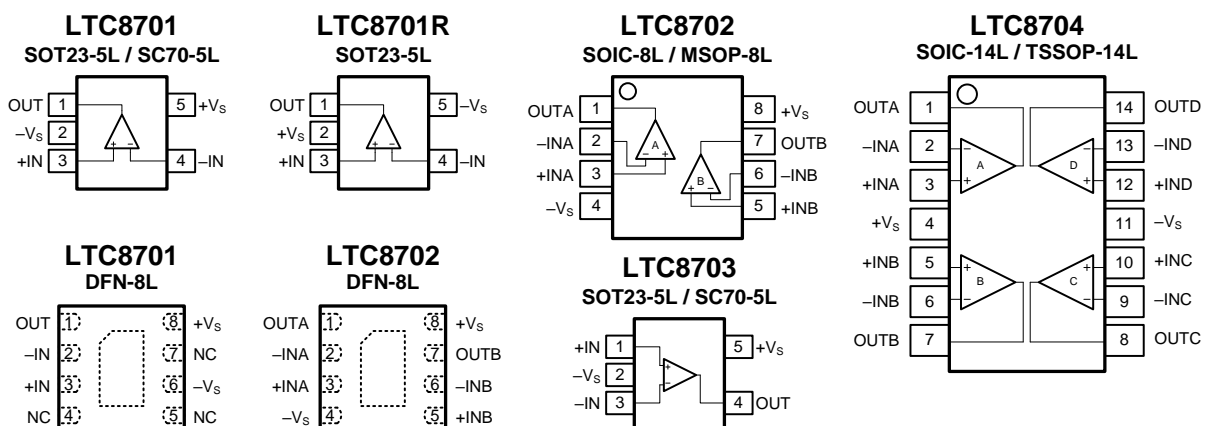 LTC8701
SOT23-5L / SC70-5L
OUT 1 5 +VS
–VS 2
+IN 3 4 –IN
+ –
LTC8701R
SOT23-5L
OUT 1 5 –VS
+VS 2
+IN 3 4 –IN
+ –
LTC8702
SOIC-8L / MSOP-8L
OUTA 1 8 +VS
–INA 2 7 OUTB
+INA 3 6 –INB
–VS 4 5 +INB
A
– +
B
+ –
LTC8704
SOIC-14L / TSSOP-14L
OUTA 1 14 OUTD
–INA 2 13 –IND
+INA 3 12 +IND
+VS 4 11 –VS
+INB 5 10 +INC
–INB 6 9 –INC
OUTB 7 8 OUTC
– A + – D +
+ B – + C –
LTC8701
DFN-8L
OUT 1 8 +VS
–IN 2 7 NC
+IN 3 6 –VS
NC 4 5 NC
LTC8702
DFN-8L
OUTA 1 8 +VS
–INA 2 7 OUTB
+INA 3 6 –INB
–VS 4 5 +INB
LTC8703
SOT23-5L / SC70-5L
+IN 1 5 +VS
–VS 2
–IN 3 4 OUT
+ –